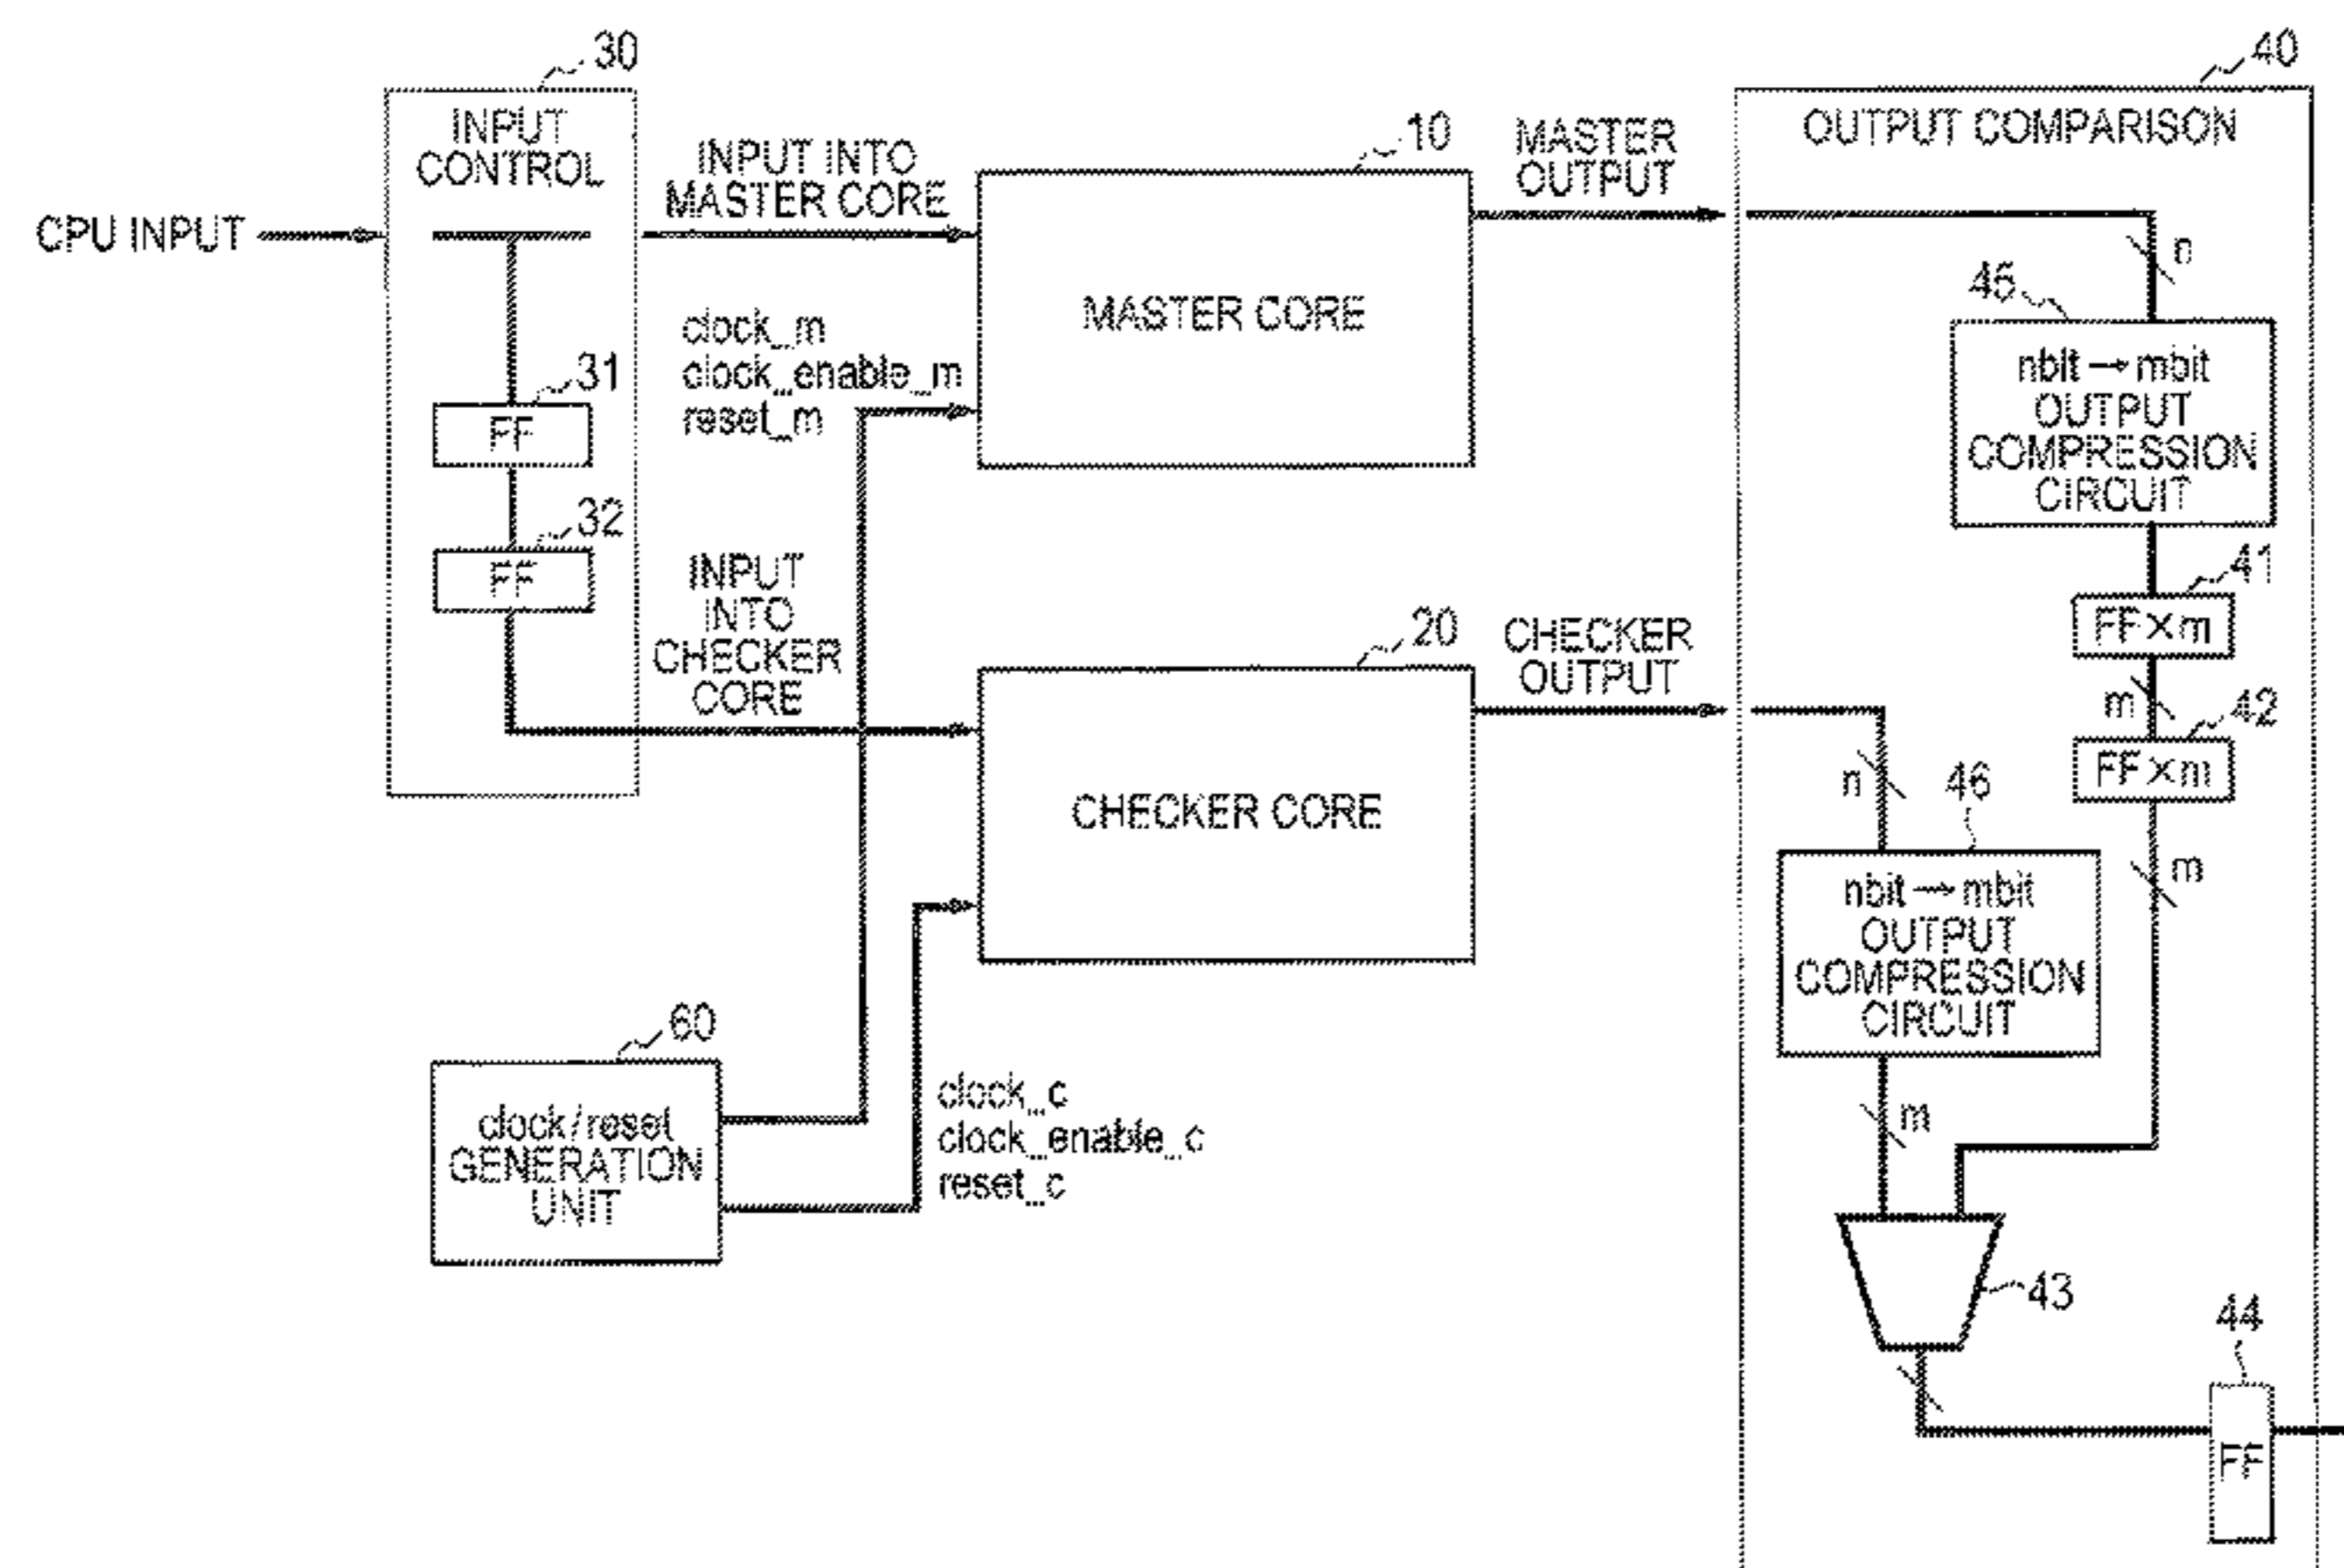 30
INPUT
CONTROL
CPU INPUT
31
FF
32
FF
INPUT INTO
MASTER CORE
10
MASTER CORE
clock_m
clock_enable_m
reset_m
INPUT
INTO
CHECKER
CORE
20
CHECKER CORE
60
clock/reset
GENERATION
UNIT
clock_c
clock_enable_c
reset_c
MASTER
OUTPUT
CHECKER
OUTPUT
40
OUTPUT COMPARISON
n
45
nbit→mbit
OUTPUT
COMPRESSION
CIRCUIT
41
FF×m
m
42
FF×m
m
n
46
nbit→mbit
OUTPUT
COMPRESSION
CIRCUIT
m
43
44
FF